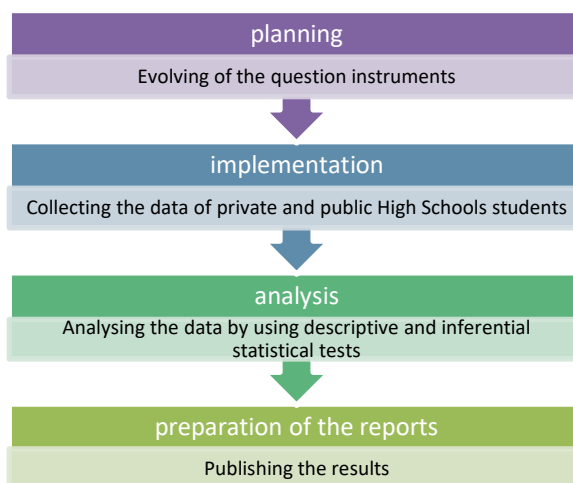 planning
Evolving of the question instruments
implementation
Collecting the data of private and public High Schools students
analysis
Analysing the data by using descriptive and inferential
statistical tests
preparation of the reports
Publishing the results